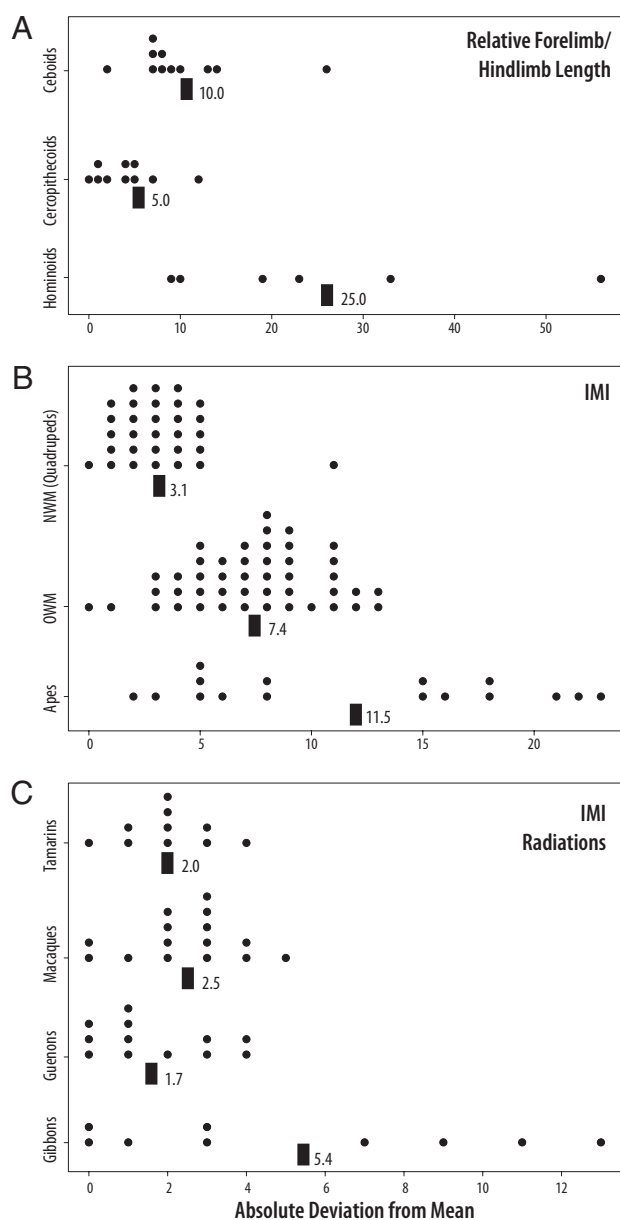 A
Relative Forelimb/
Hindlimb Length
Ceboids
10.0
Cercopithecoids
5.0
Hominoids
25.0
0 10 20 30 40 50
B
IMI
NWM (Quadrupeds)
3.1
OWM
7.4
Apes
11.5
0 5 10 15 20
C
IMI
Radiations
Tamarins
2.0
Macaques
2.5
Guenons
1.7
Gibbons
5.4
0 2 4 6 8 10 12
Absolute Deviation from Mean